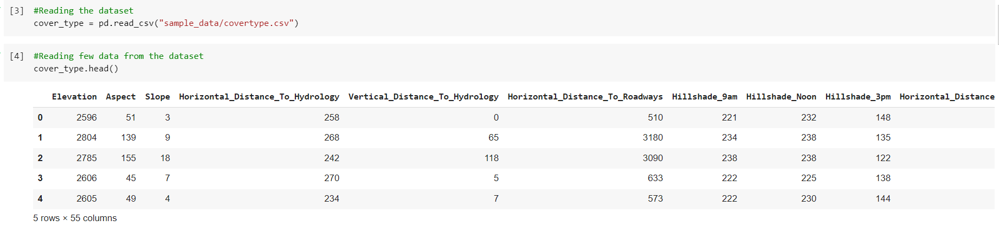 [3] #Reading the dataset
cover_type = pd.read_csv("sample_data/covertype.csv")
[4] #Reading few data from the dataset
cover_type.head()
Elevation Aspect Slope Horizontal_Distance_To_Hydrology Vertical_Distance_To_Hydrology Horizontal_Distance_To_Roadways Hillshade_9am Hillshade_Noon Hillshade_3pm Horizontal_Distance
0 2596 51 3 258 0 510 221 232 148
1 2804 139 9 268 65 3180 234 238 135
2 2785 155 18 242 118 3090 238 238 122
3 2606 45 7 270 5 633 222 225 138
4 2605 49 4 234 7 573 222 230 144
5 rows × 55 columns